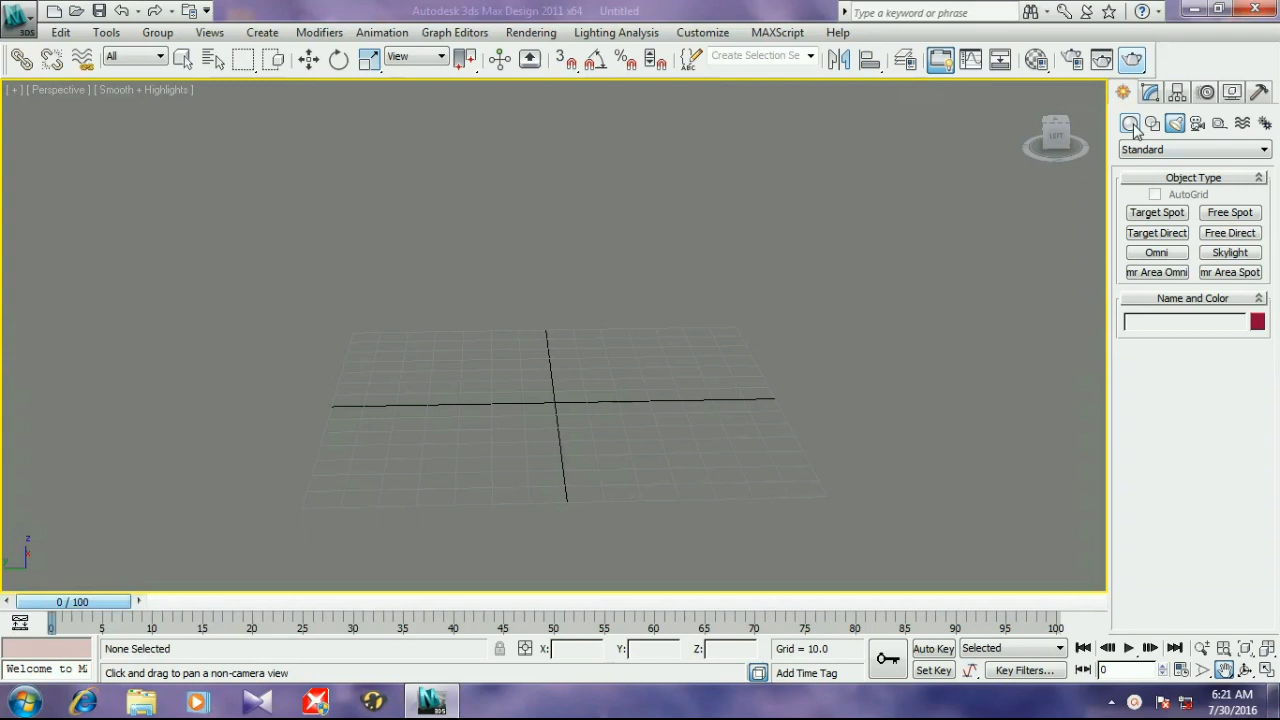 Autodesk 3ds Max Design 2011 x64    Untitled
Type a keyword or phrase
3DS
Edit Tools Group Views Create Modifiers Animation Graph Editors Rendering Lighting Analysis Customize MAXScript Help
All View 3 Create Selection Se
[ + ] [ Perspective ] [ Smooth + Highlights ]
LEFT
Standard
Object Type
AutoGrid
Target Spot Free Spot
Target Direct Free Direct
Omni Skylight
mr Area Omni mr Area Spot
Name and Color
z
x
y
0 / 100
0 5 10 15 20 25 30 35 40 45 50 55 60 65 70 75 80 85 90 95 100
None Selected X: Y: Z: Grid = 10.0 Auto Key Selected
Welcome to M Click and drag to pan a non-camera view Add Time Tag Set Key Key Filters... 0
3DS
6:21 AM
7/30/2016